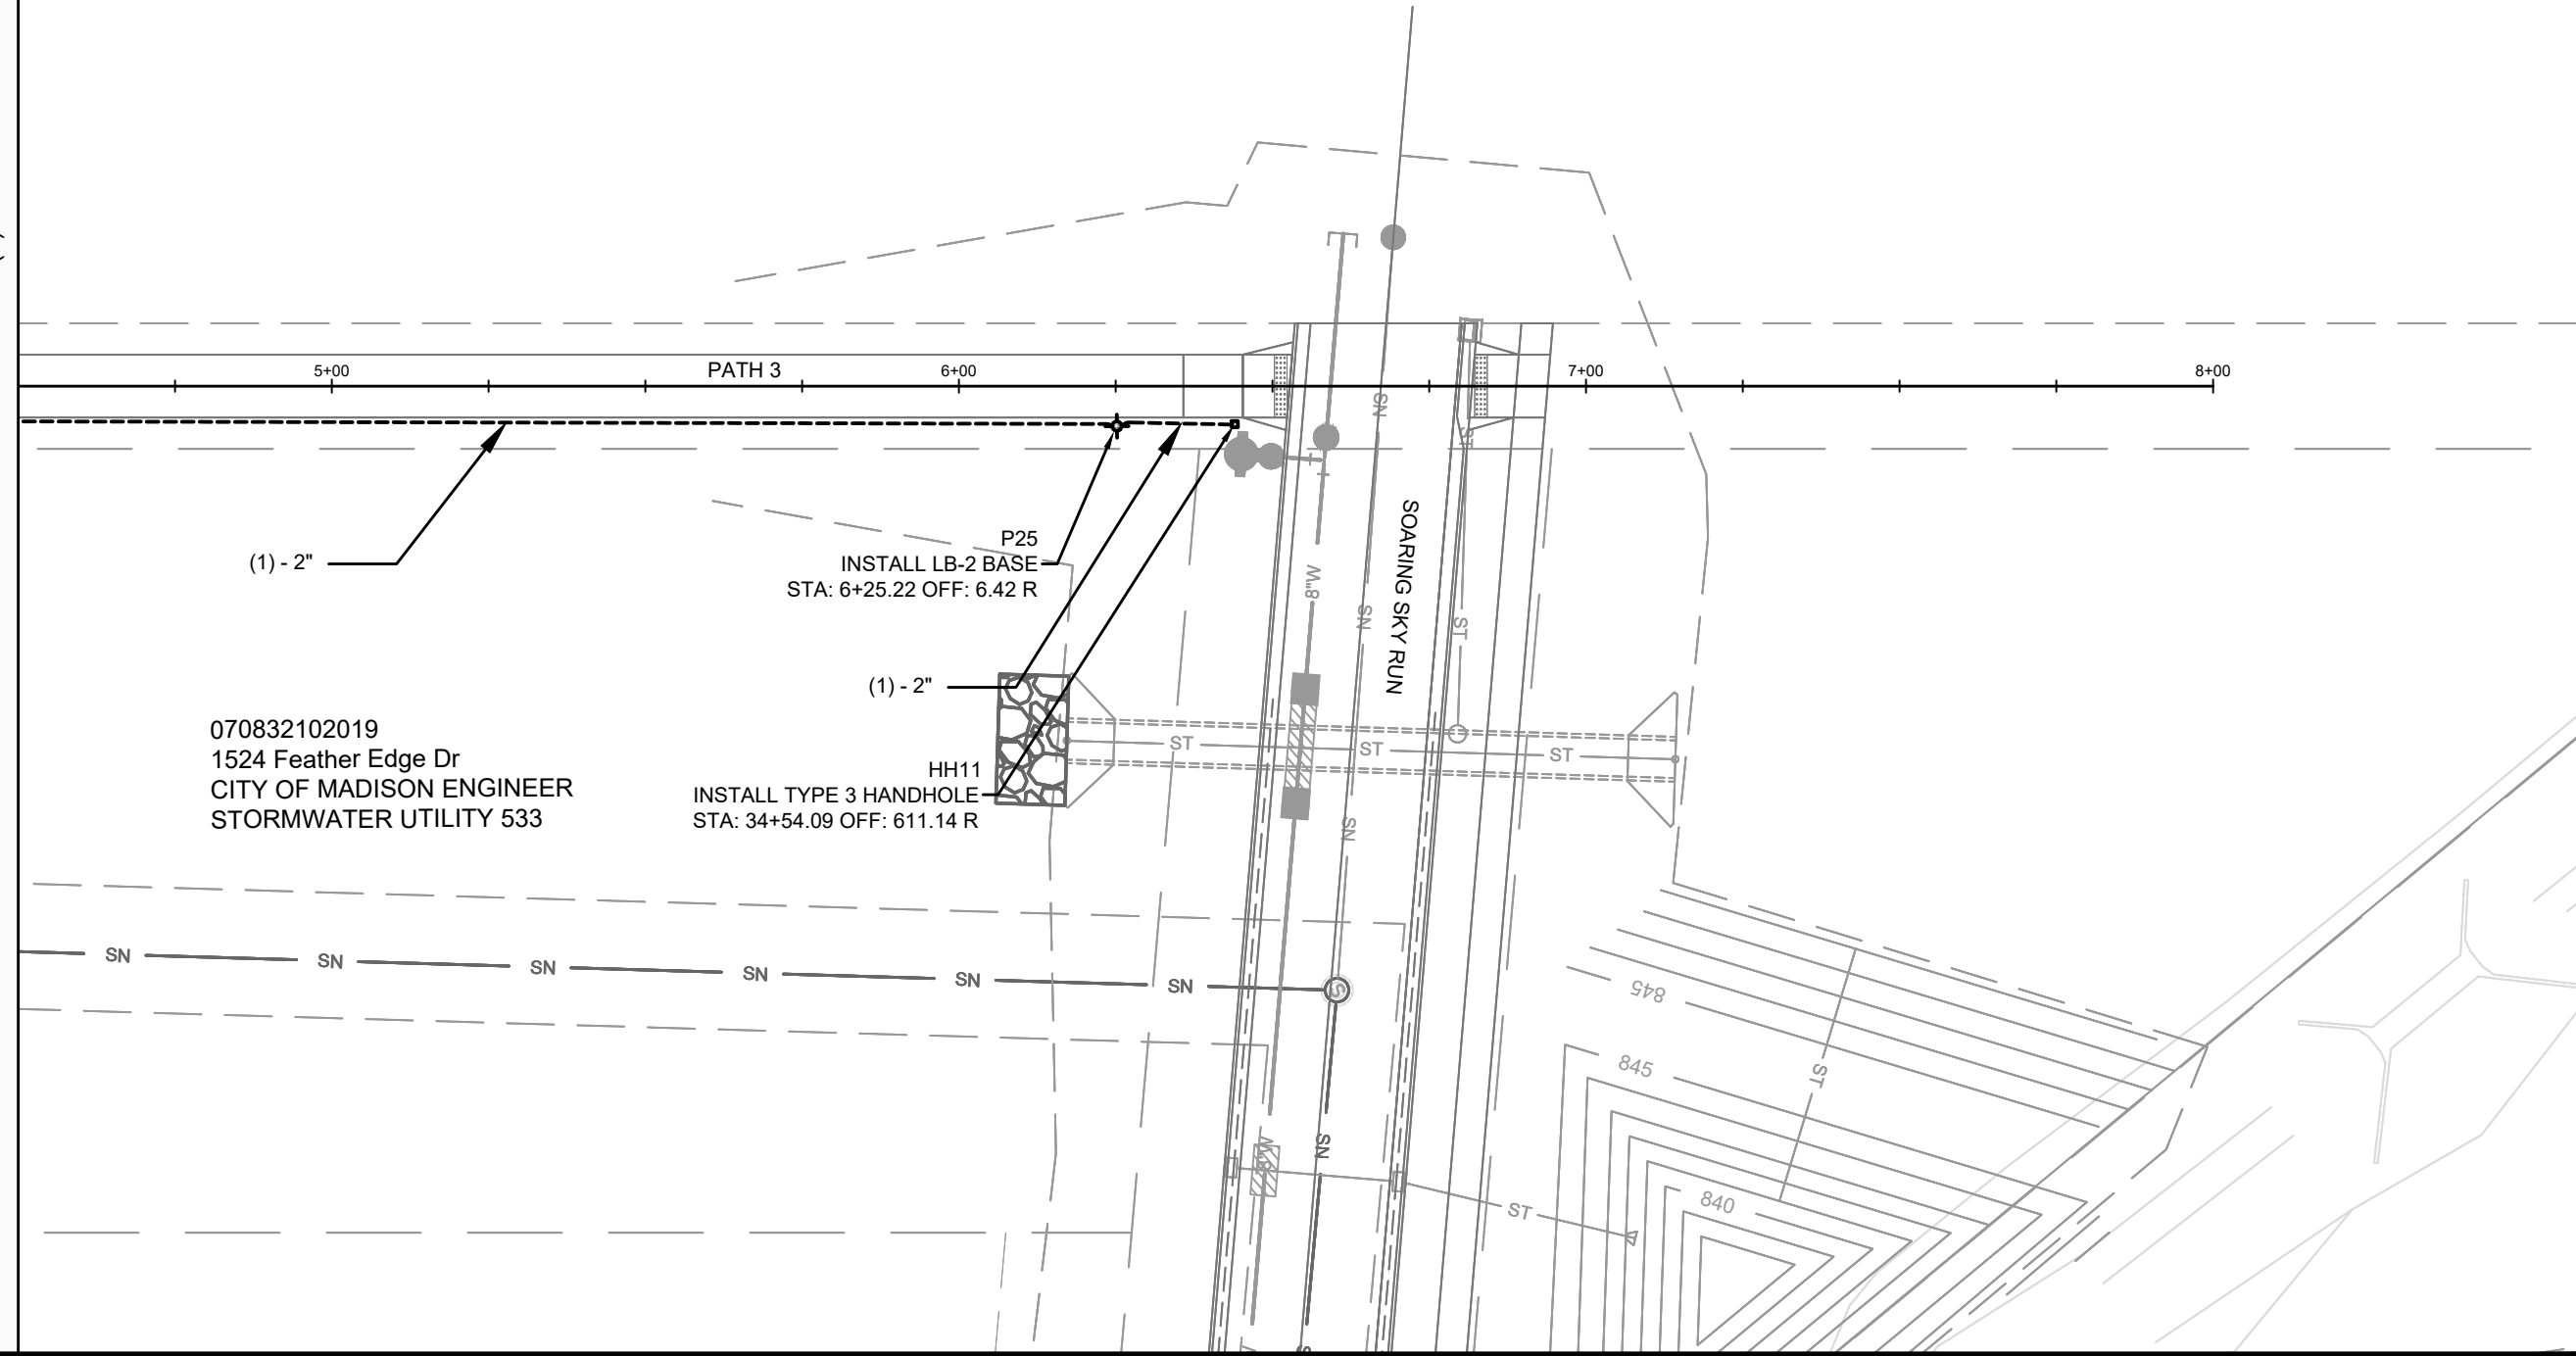 5+00
PATH 3
6+00
7+00
8+00
SN
ST
SOARING SKY RUN
(1) - 2"
P25
INSTALL LB-2 BASE
STA: 6+25.22 OFF: 6.42 R
8"W
SN
ST
(1) - 2"
070832102019
1524 Feather Edge Dr
CITY OF MADISON ENGINEER
STORMWATER UTILITY 533
HH11
INSTALL TYPE 3 HANDHOLE
STA: 34+54.09 OFF: 611.14 R
ST
ST
ST
SN
SN
SN
SN
SN
SN
SN
S
845
845
ST
8"W
SN
ST
840